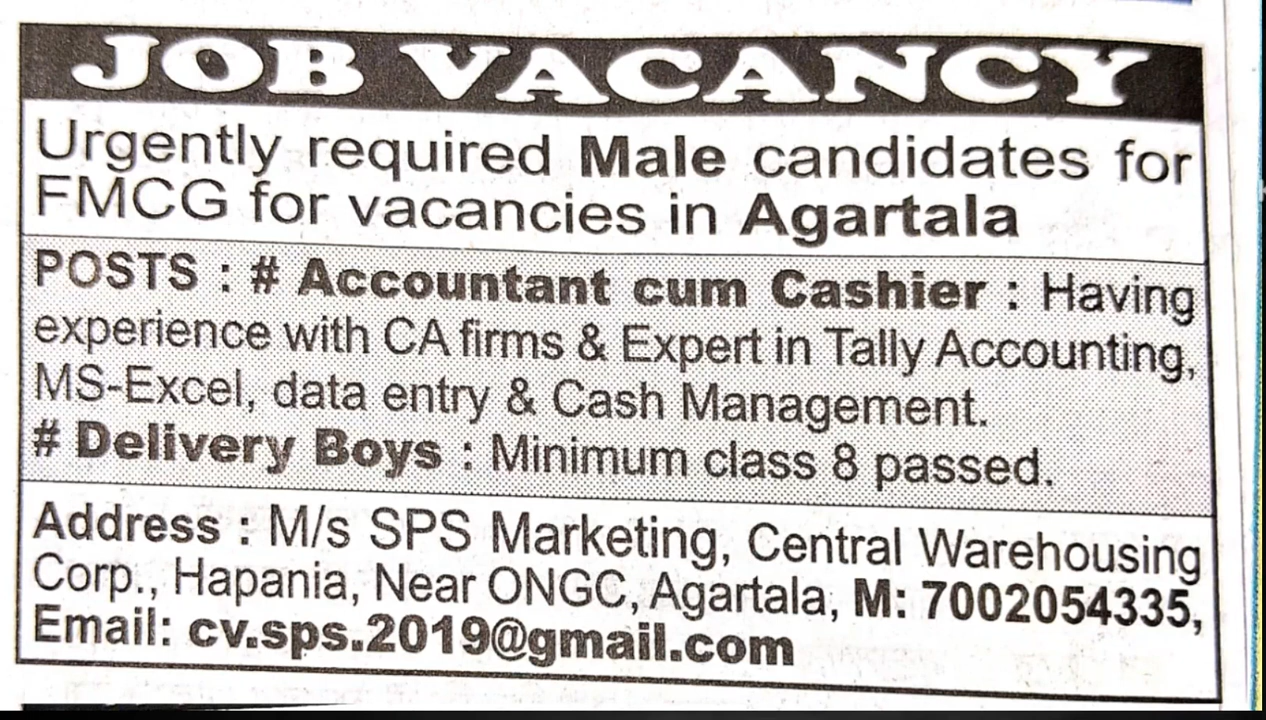 JOB VACANCY
Urgently required Male candidates for
FMCG for vacancies in Agartala
POSTS : # Accountant cum Cashier : Having
experience with CA firms & Expert in Tally Accounting,
MS-Excel, data entry & Cash Management.
# Delivery Boys : Minimum class 8 passed.
Address : M/s SPS Marketing, Central Warehousing
Corp., Hapania, Near ONGC, Agartala, M: 7002054335,
Email: cv.sps.2019@gmail.com